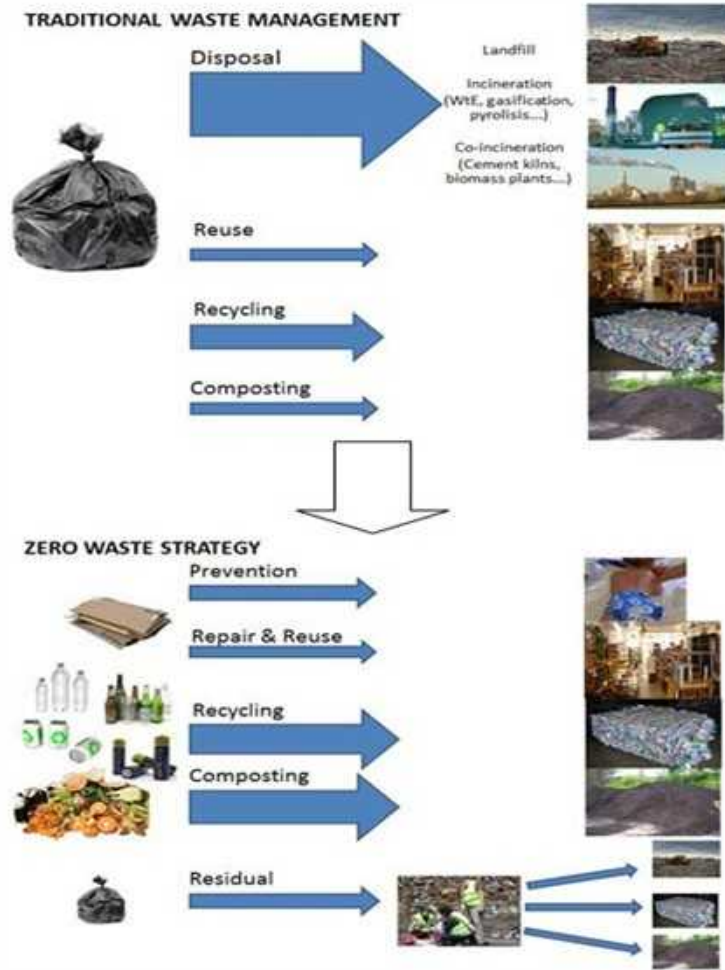 TRADITIONAL WASTE MANAGEMENT
Disposal
Landfill
Incineration
(WtE, gasification,
pyrolisis...)
Co-incineration
(Cement kilns,
biomass plants...)
Reuse
Recycling
Composting
ZERO WASTE STRATEGY
Prevention
Repair & Reuse
Recycling
Composting
Residual